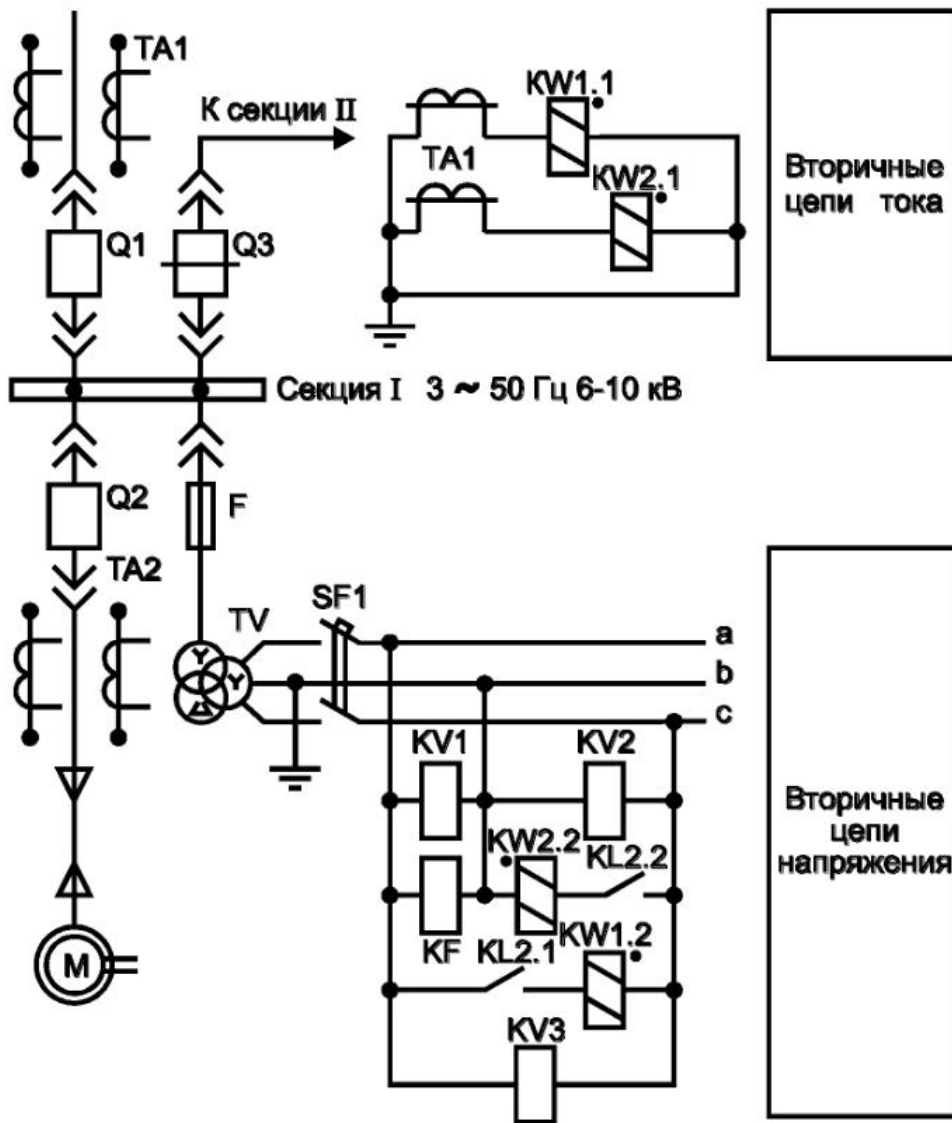 TA1
К секции II
Q1
Q3
TA1
KW1.1
KW2.1
Вторичные
цепи тока
Секция I 3 ~ 50 Гц 6-10 кВ
Q2
F
TA2
TV
SF1
a
b
c
Y
Y
Δ
KV1
KV2
KW2.2
KL2.2
KF
KL2.1
KW1.2
KV3
M
Вторичные
цепи
напряжения